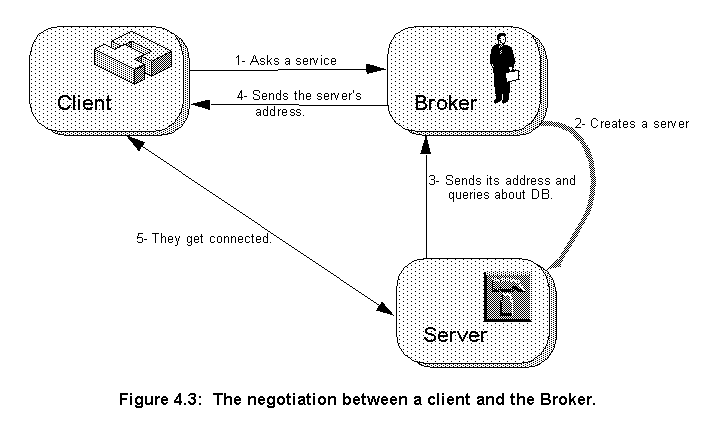 1- Asks a service
Client
Broker
4- Sends the server's
address.
2- Creates a server
3- Sends its address and
queries about DB.
5- They get connected.
Server
Figure 4.3: The negotiation between a client and the Broker.